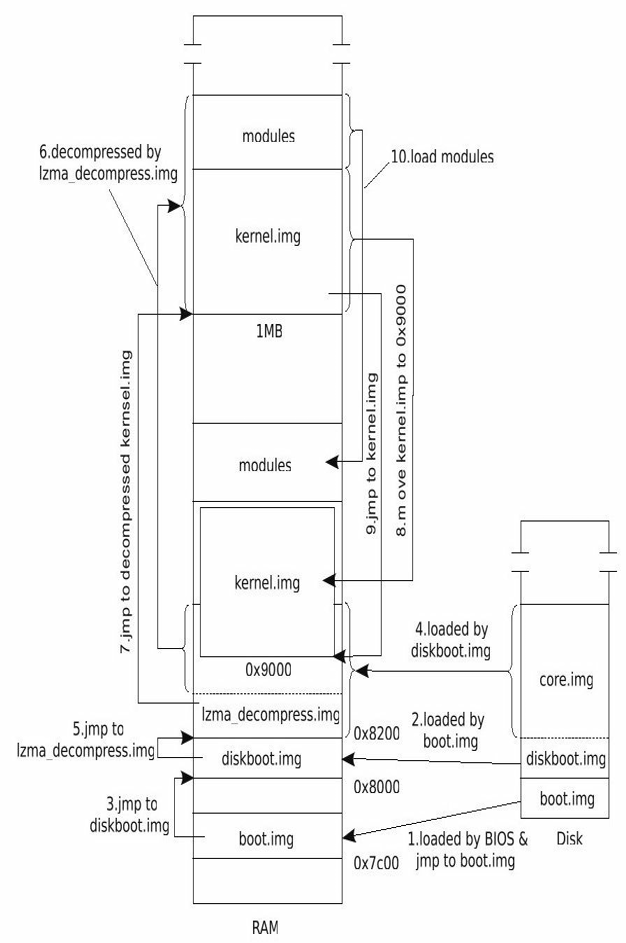 modules
6.decompressed by
lzma_decompress.img
10.load modules
kernel.img
1MB
7.jmp to decompressed kernsel.img
9.jmp to kernel.img
8.m ove kernel.imp to 0x9000
modules
kernel.img
0x9000
4.loaded by
diskboot.img
core.img
lzma_decompress.img
0x8200
2.loaded by
boot.img
5.jmp to
lzma_decompress.img
diskboot.img
diskboot.img
0x8000
3.jmp to
diskboot.img
boot.img
boot.img
1.loaded by BIOS &
jmp to boot.img
Disk
0x7c00
RAM